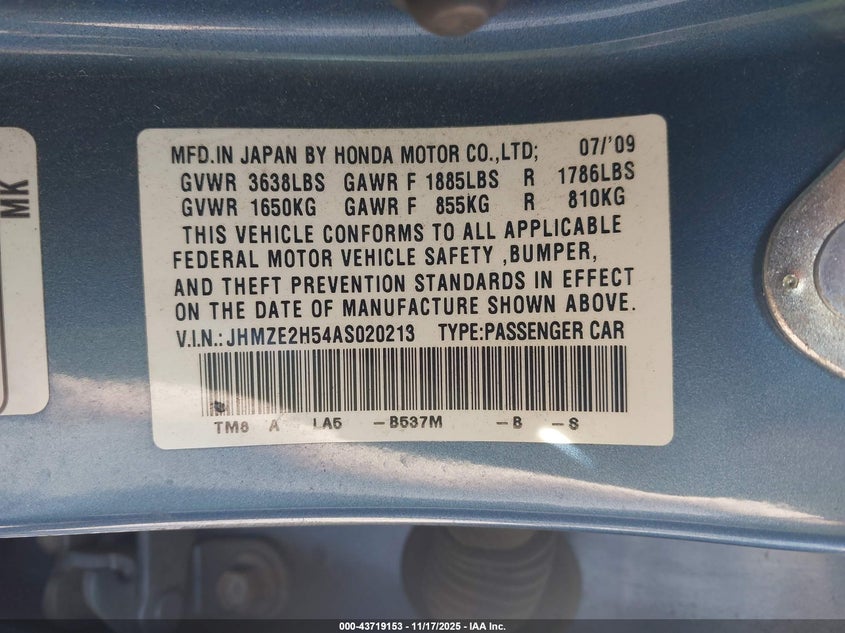 MFD.IN JAPAN BY HONDA MOTOR CO.,LTD; 07/'09
GVWR 3638LBS GAWR F 1885LBS R 1786LBS
GVWR 1650KG GAWR F 855KG R 810KG
THIS VEHICLE CONFORMS TO ALL APPLICABLE
FEDERAL MOTOR VEHICLE SAFETY ,BUMPER,
AND THEFT PREVENTION STANDARDS IN EFFECT
ON THE DATE OF MANUFACTURE SHOWN ABOVE.
V.I.N.:JHMZE2H54AS020213 TYPE:PASSENGER CAR
TM8 A LA5 -B537M -B -S
MK
000-43719153 - 11/17/2025 - IAA Inc.